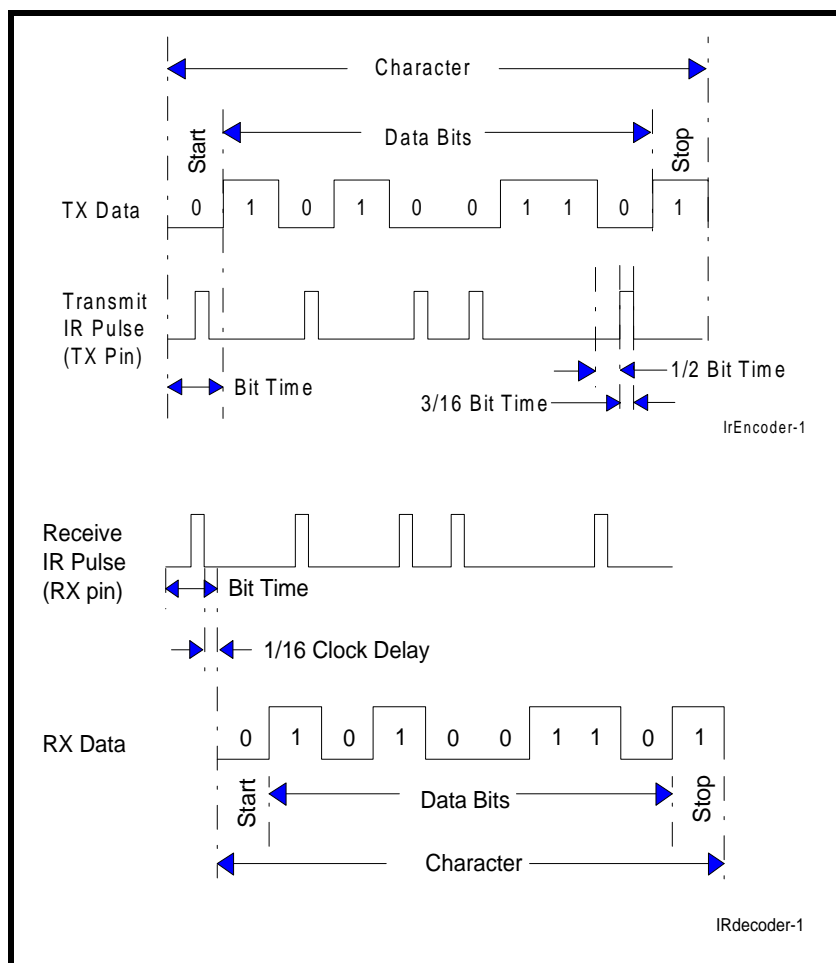 Character
Start
Data Bits
Stop
TX Data
0 1 0 1 0 0 1 1 0 1
Transmit
IR Pulse
(TX Pin)
Bit Time
1/2 Bit Time
3/16 Bit Time
IrEncoder-1
Receive
IR Pulse
(RX pin)
Bit Time
1/16 Clock Delay
RX Data
0 1 0 1 0 0 1 1 0 1
Start
Data Bits
Stop
Character
IRdecoder-1